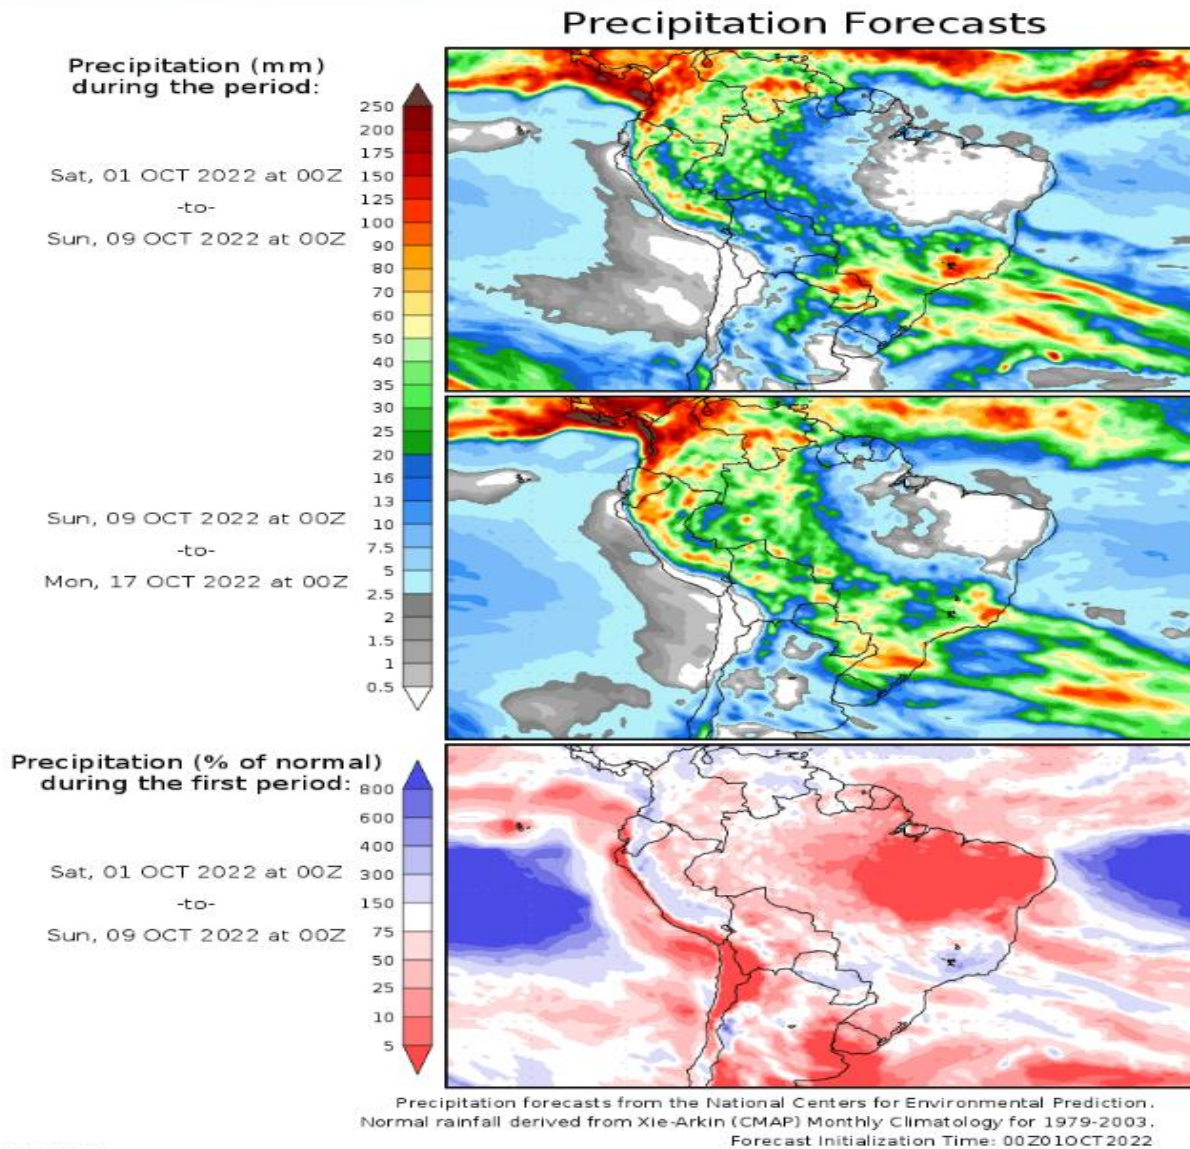 Precipitation Forecasts
Precipitation (mm)
during the period:
Sat, 01 OCT 2022 at 00Z
-to-
Sun, 09 OCT 2022 at 00Z
250
200
175
150
125
100
90
80
70
60
50
40
35
30
25
20
16
13
10
7.5
5
2.5
2
1.5
1
0.5
Sun, 09 OCT 2022 at 00Z
-to-
Mon, 17 OCT 2022 at 00Z
Precipitation (% of normal)
during the first period:
Sat, 01 OCT 2022 at 00Z
-to-
Sun, 09 OCT 2022 at 00Z
800
600
400
300
150
75
50
25
10
5
Precipitation forecasts from the National Centers for Environmental Prediction.
Normal rainfall derived from Xie-Arkin (CMAP) Monthly Climatology for 1979-2003.
Forecast Initialization Time: 00Z01OCT2022